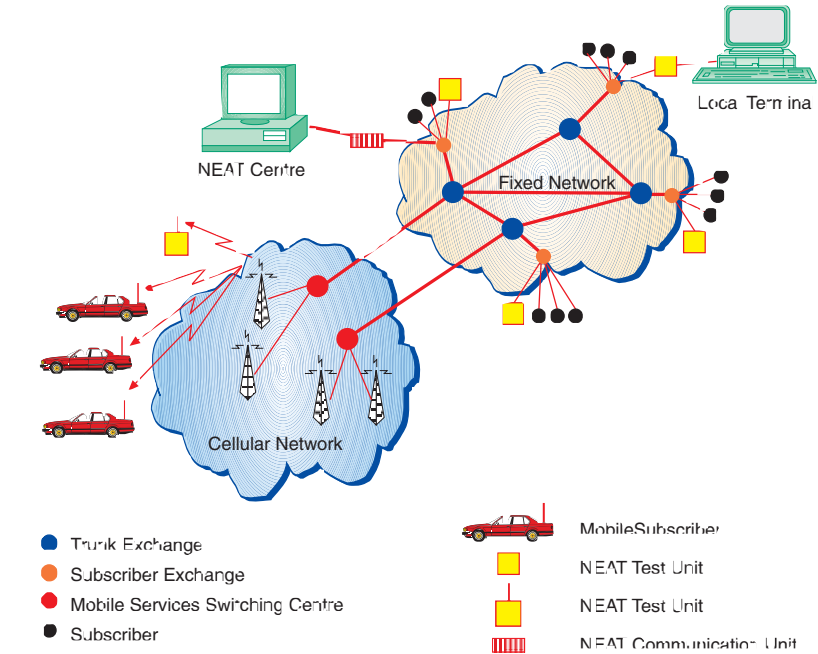 Local Terminal
NEAT Centre
Fixed Network
Cellular Network
Trunk Exchange
Subscriber Exchange
Mobile Services Switching Centre
Subscriber
MobileSubscriber
NEAT Test Unit
NEAT Test Unit
NEAT Communication Unit